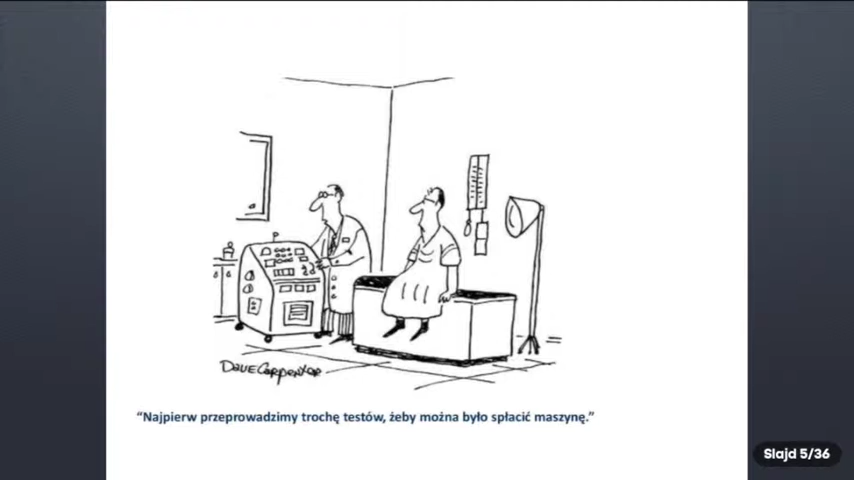 Dave Carpenter
“Najpierw przeprowadzimy trochę testów, żeby można było spłacić maszynę.”
Slajd 5/36